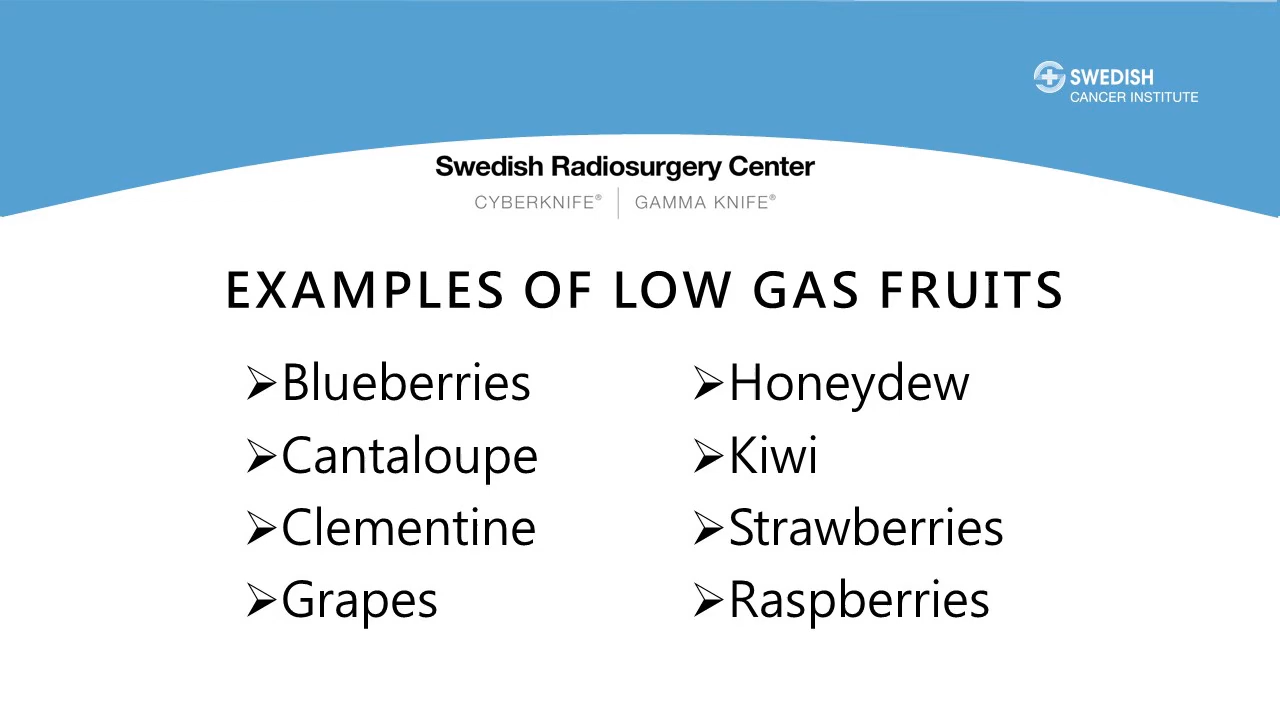 SWEDISH
CANCER INSTITUTE
Swedish Radiosurgery Center
CYBERKNIFE® | GAMMA KNIFE®
EXAMPLES OF LOW GAS FRUITS
➢Blueberries
➢Cantaloupe
➢Clementine
➢Grapes
➢Honeydew
➢Kiwi
➢Strawberries
➢Raspberries